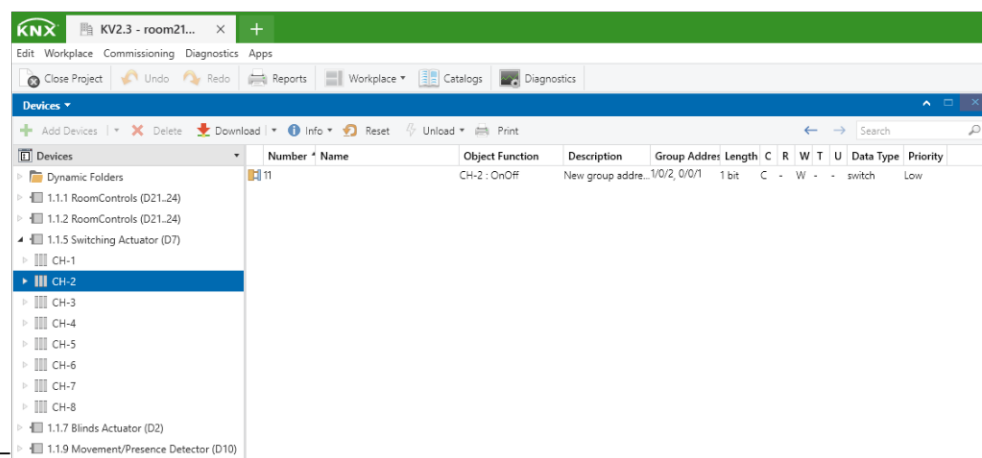 KNX KV2.3 - room21... × +
Edit Workplace Commissioning Diagnostics Apps
Close Project Undo Redo Reports Workplace Catalogs Diagnostics
Devices
Add Devices Delete Download Info Reset Unload Print Search
Devices Number Name Object Function Description Group Addres Length C R W T U Data Type Priority
Dynamic Folders 11 CH-2 : OnOff New group addre... 1/0/2, 0/0/1 1 bit C - W - - switch Low
1.1.1 RoomControls (D21..24)
1.1.2 RoomControls (D21..24)
1.1.5 Switching Actuator (D7)
CH-1
CH-2
CH-3
CH-4
CH-5
CH-6
CH-7
CH-8
1.1.7 Blinds Actuator (D2)
1.1.9 Movement/Presence Detector (D10)